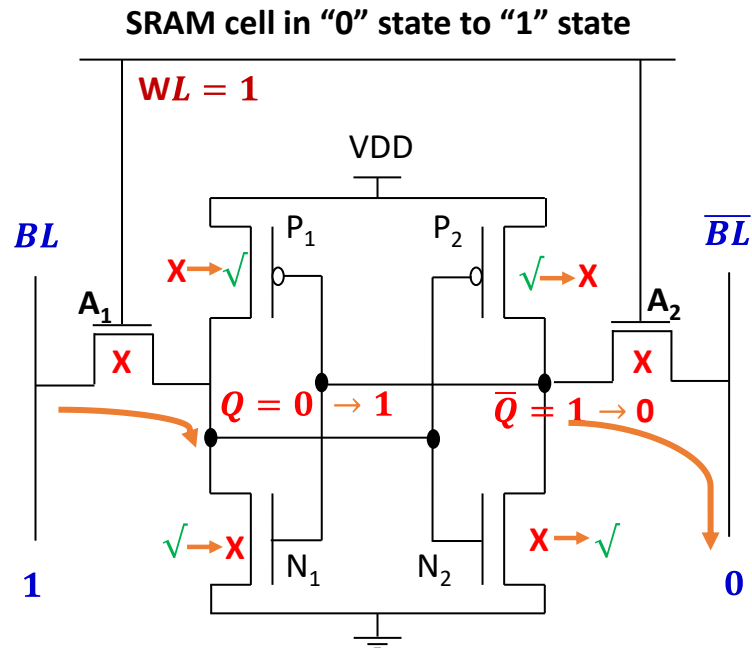 SRAM cell in “0” state to “1” state
WL = 1
VDD
BL
P₁
P₂
B̅L̅
X→√
√→X
A₁
A₂
X
X
Q = 0 → 1
Q̅ = 1 → 0
√→X
X→√
N₁
N₂
1
0